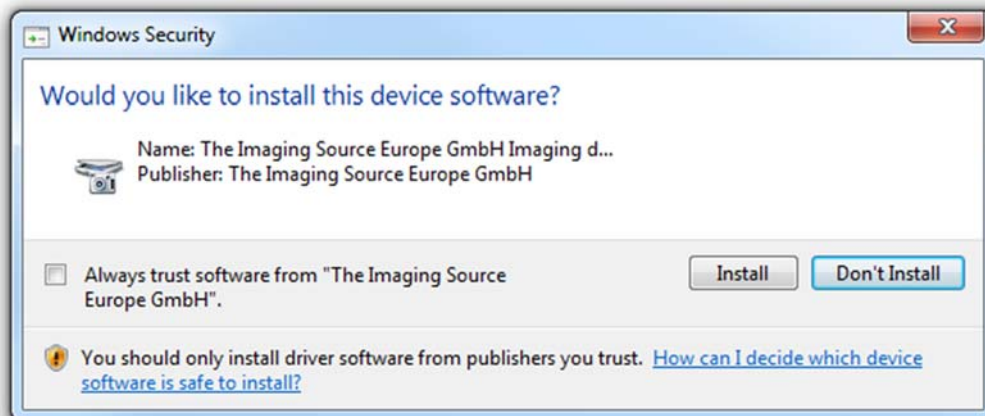 Windows Security
Would you like to install this device software?
Name: The Imaging Source Europe GmbH Imaging d...
Publisher: The Imaging Source Europe GmbH
Always trust software from "The Imaging Source
Europe GmbH".
Install
Don't Install
You should only install driver software from publishers you trust. How can I decide which device
software is safe to install?